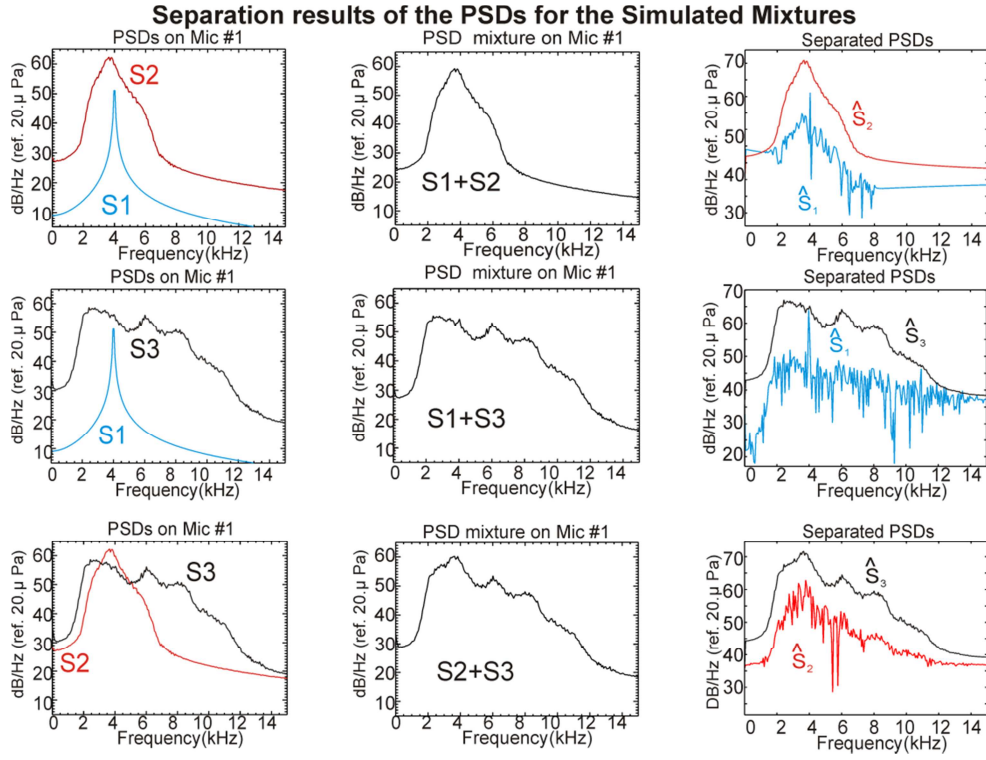 Separation results of the PSDs for the Simulated Mixtures
PSDs on Mic #1
dB/Hz (ref. 20.µ Pa)
60
50
40
30
20
10
S2
S1
0 2 4 6 8 10 12 14
Frequency(kHz)
PSD mixture on Mic #1
dB/Hz (ref. 20.µ Pa)
60
50
40
30
20
10
S1+S2
0 2 4 6 8 10 12 14
Frequency(kHz)
Separated PSDs
dB/Hz (ref. 20.µ Pa)
70
60
50
40
30
Ŝ2
Ŝ1
0 2 4 6 8 10 12 14
Frequency(kHz)
PSDs on Mic #1
dB/Hz (ref. 20.µ Pa)
60
50
40
30
20
10
S3
S1
0 2 4 6 8 10 12 14
Frequency(kHz)
PSD mixture on Mic #1
dB/Hz (ref. 20.µ Pa)
60
50
40
30
20
10
S1+S3
0 2 4 6 8 10 12 14
Frequency(kHz)
Separated PSDs
dB/Hz (ref. 20.µ Pa)
70
60
50
40
30
20
Ŝ3
Ŝ1
0 2 4 6 8 10 12 14
Frequency(kHz)
PSDs on Mic #1
dB/Hz (ref. 20.µ Pa)
60
50
40
30
20
10
S3
S2
0 2 4 6 8 10 12 14
Frequency(kHz)
PSD mixture on Mic #1
dB/Hz (ref. 20.µ Pa)
60
50
40
30
20
10
S2+S3
0 2 4 6 8 10 12 14
Frequency(kHz)
Separated PSDs
DB/Hz (ref. 20.µ Pa)
70
60
50
40
30
Ŝ3
Ŝ2
0 2 4 6 8 10 12 14
Frequency(kHz)